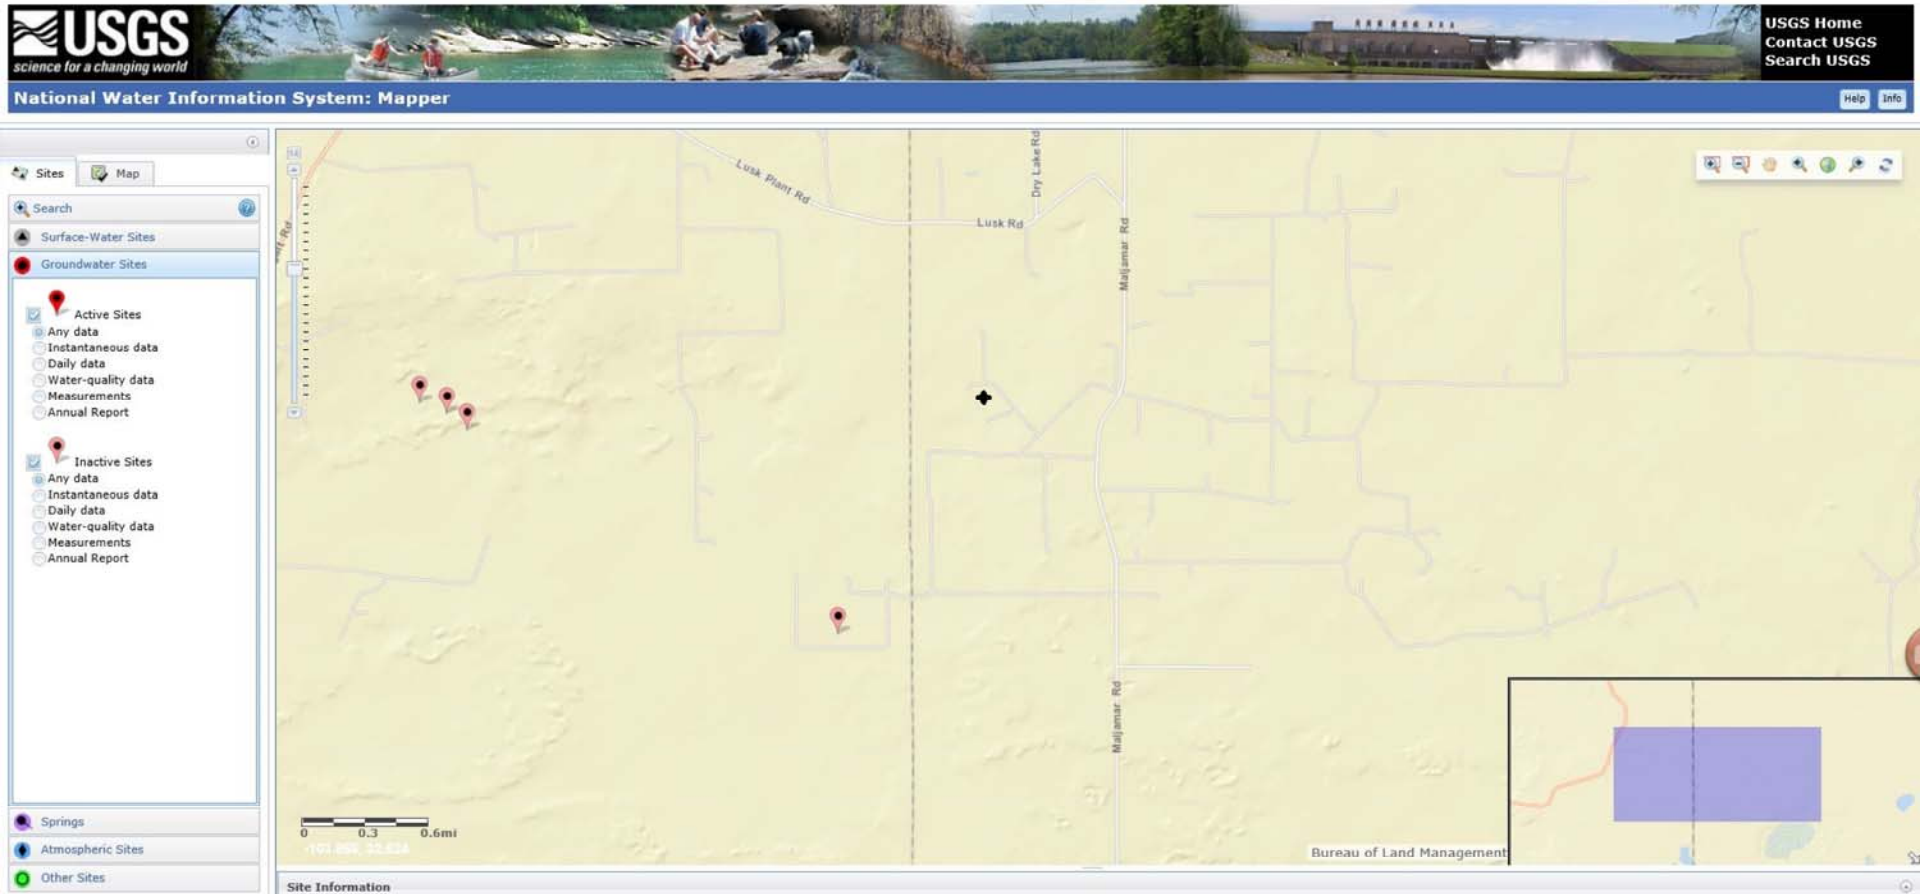 USGS
science for a changing world
USGS Home
Contact USGS
Search USGS
National Water Information System: Mapper
Help
Info
Sites
Map
Search
Surface-Water Sites
Groundwater Sites
Active Sites
Any data
Instantaneous data
Daily data
Water-quality data
Measurements
Annual Report
Inactive Sites
Any data
Instantaneous data
Daily data
Water-quality data
Measurements
Annual Report
Springs
Atmospheric Sites
Other Sites
Lusk Plant Rd
Lusk Rd
Dry Lake Rd
Maljamar Rd
Rd
Maljamar Rd
0 0.3 0.6mi
Bureau of Land Management
Site Information